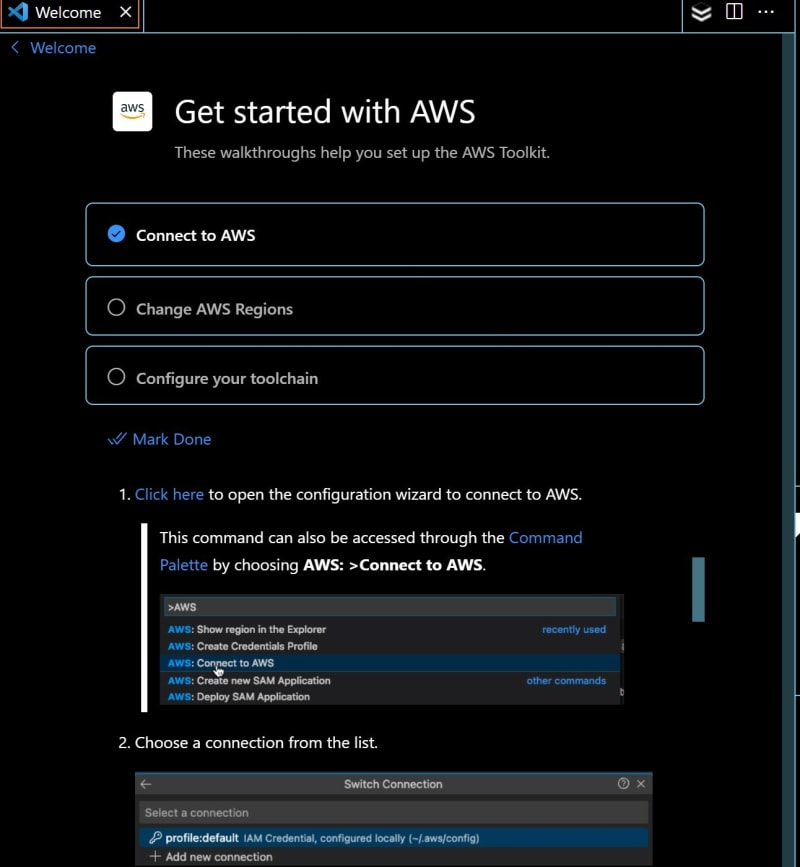 Welcome
Welcome
aws
Get started with AWS
These walkthroughs help you set up the AWS Toolkit.
Connect to AWS
Change AWS Regions
Configure your toolchain
Mark Done
1. Click here to open the configuration wizard to connect to AWS.
This command can also be accessed through the Command
Palette by choosing AWS: >Connect to AWS.
>AWS
AWS: Show region in the Explorer recently used
AWS: Create Credentials Profile
AWS: Connect to AWS
AWS: Create new SAM Application other commands
AWS: Deploy SAM Application
2. Choose a connection from the list.
Switch Connection
Select a connection
profile:default IAM Credential, configured locally (~/.aws/config)
Add new connection